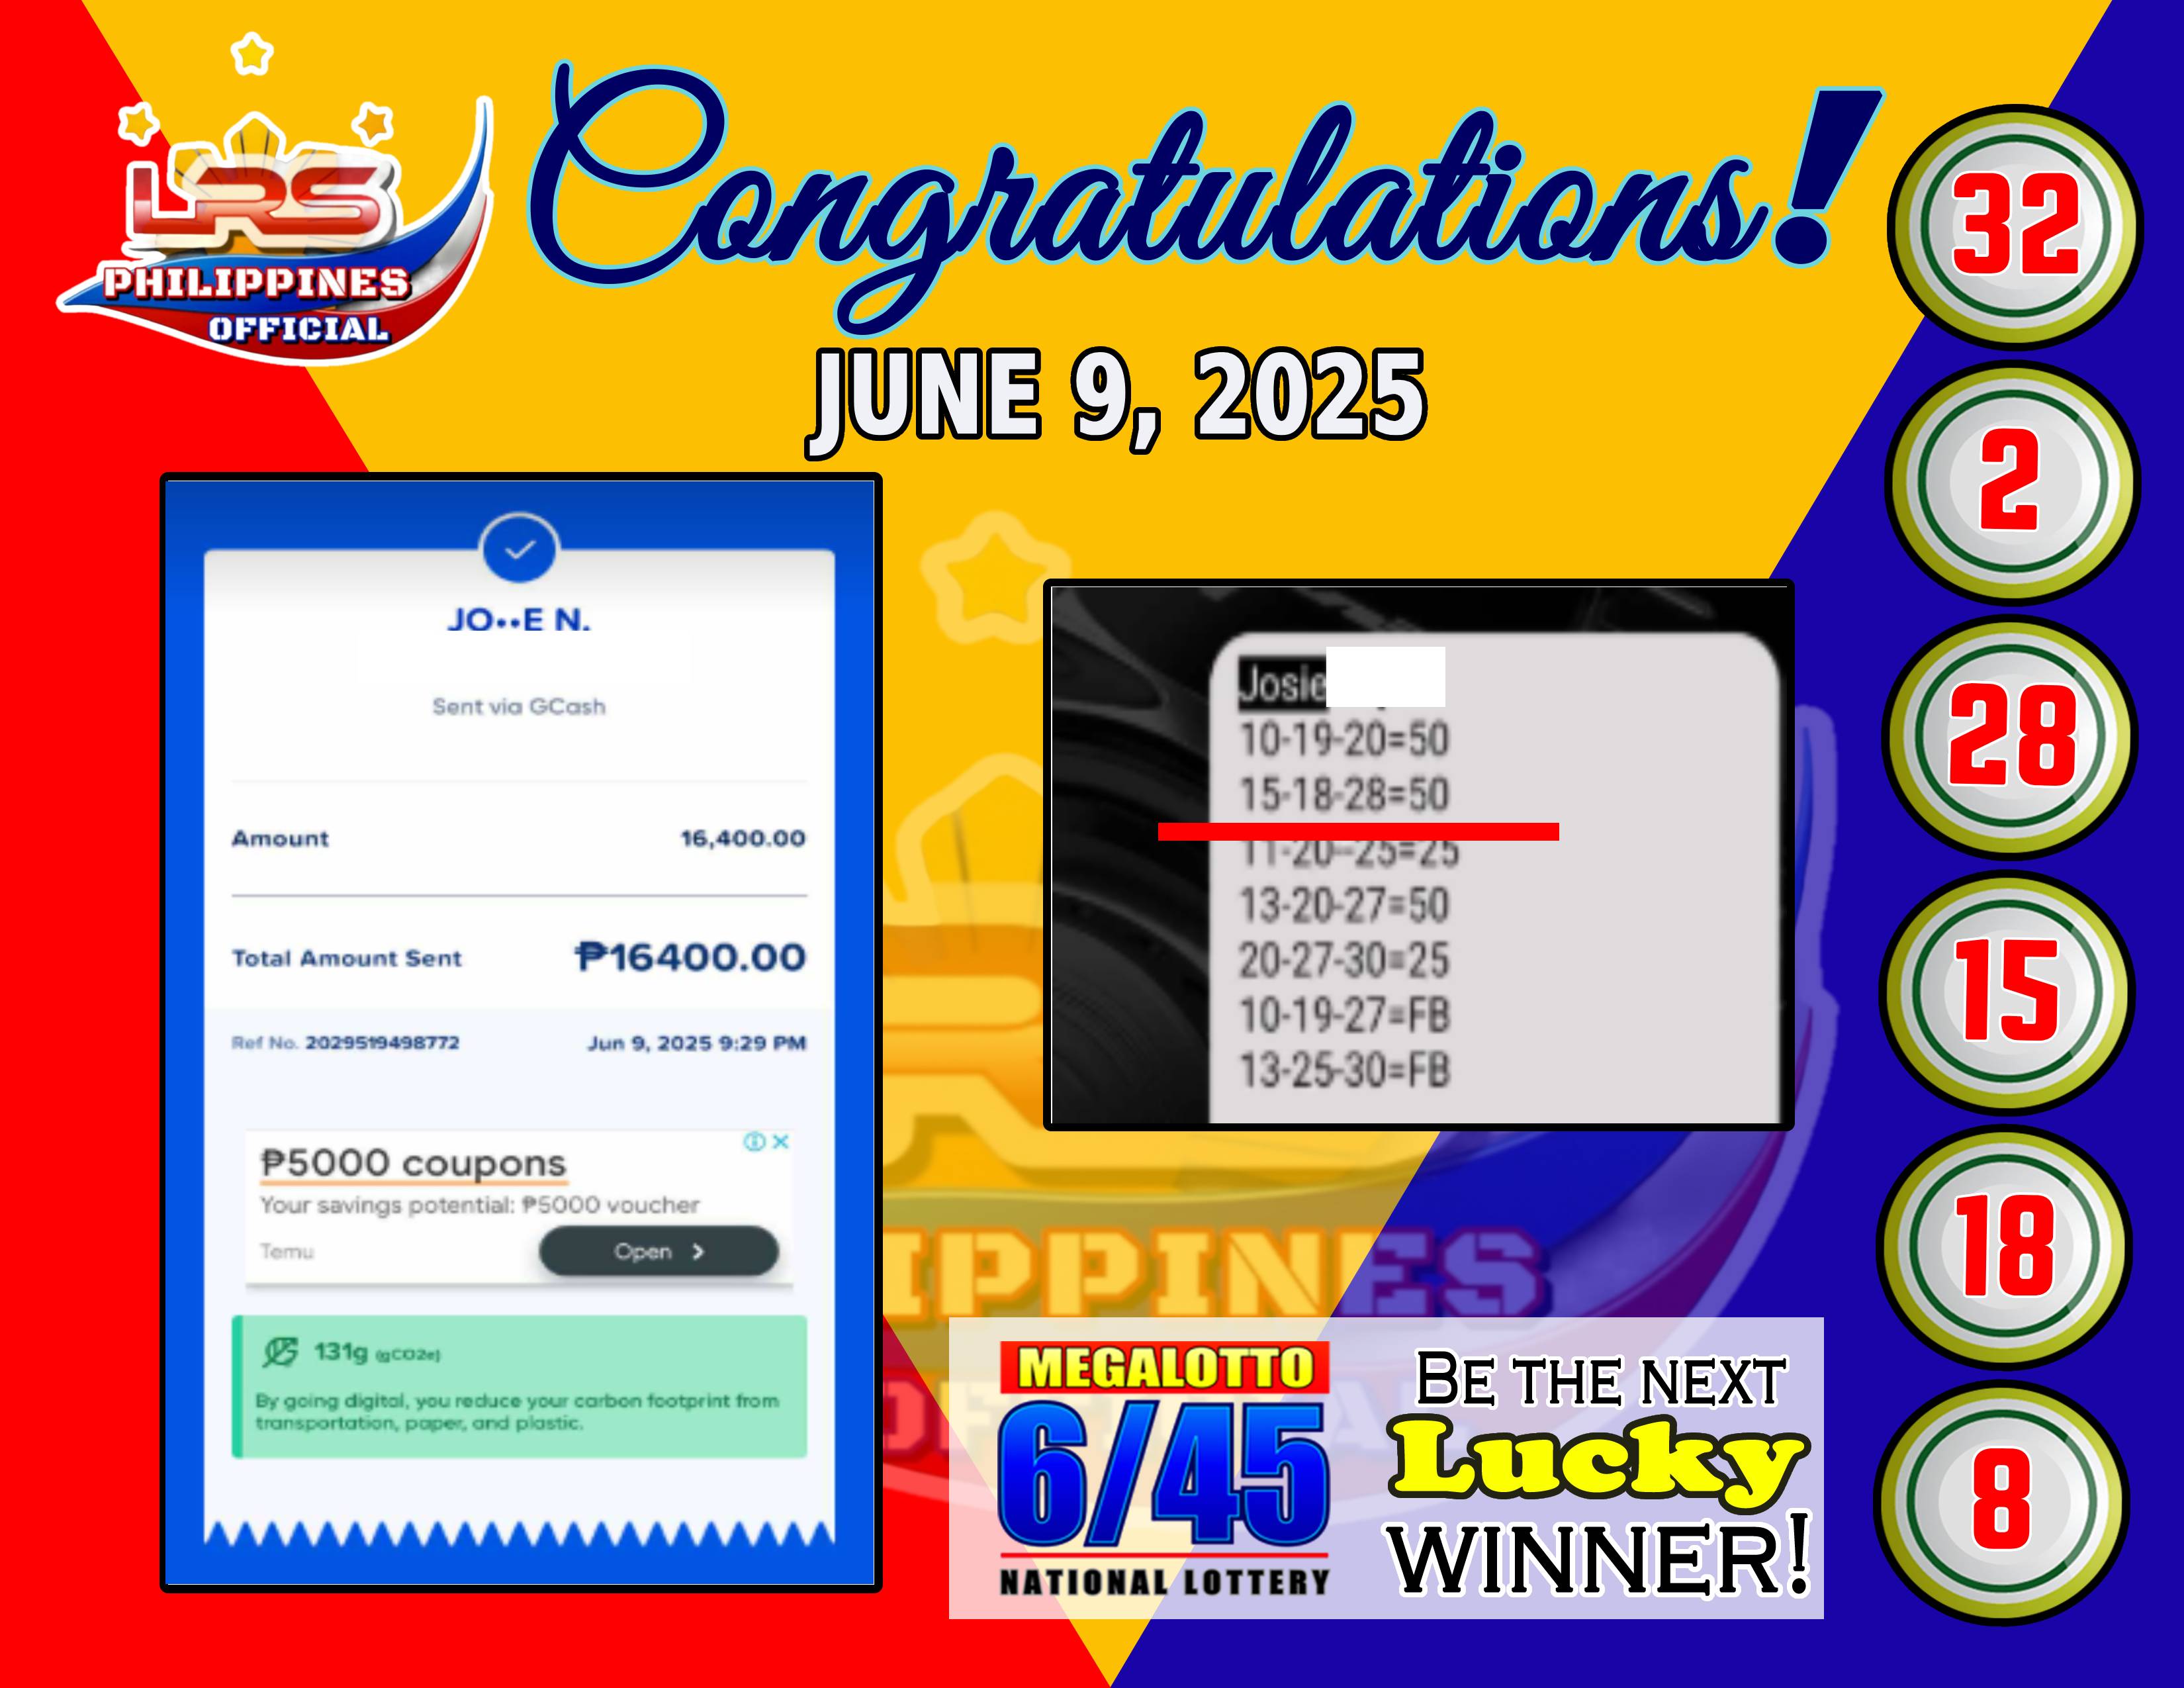 LRS
PHILIPPINES
OFFICIAL
Congratulations!
JUNE 9, 2025
JO••E N.
Sent via GCash
Amount 16,400.00
Total Amount Sent ₱16400.00
Ref No. 2029519498772 Jun 9, 2025 9:29 PM
₱5000 coupons
Your savings potential: ₱5000 voucher
Temu Open >
131g (gCO2e)
By going digital, you reduce your carbon footprint from
transportation, paper, and plastic.
Josie
10-19-20=50
15-18-28=50
11-20--25=25
13-20-27=50
20-27-30=25
10-19-27=FB
13-25-30=FB
MEGALOTTO
6/45
NATIONAL LOTTERY
BE THE NEXT
Lucky
WINNER!
32
2
28
15
18
8